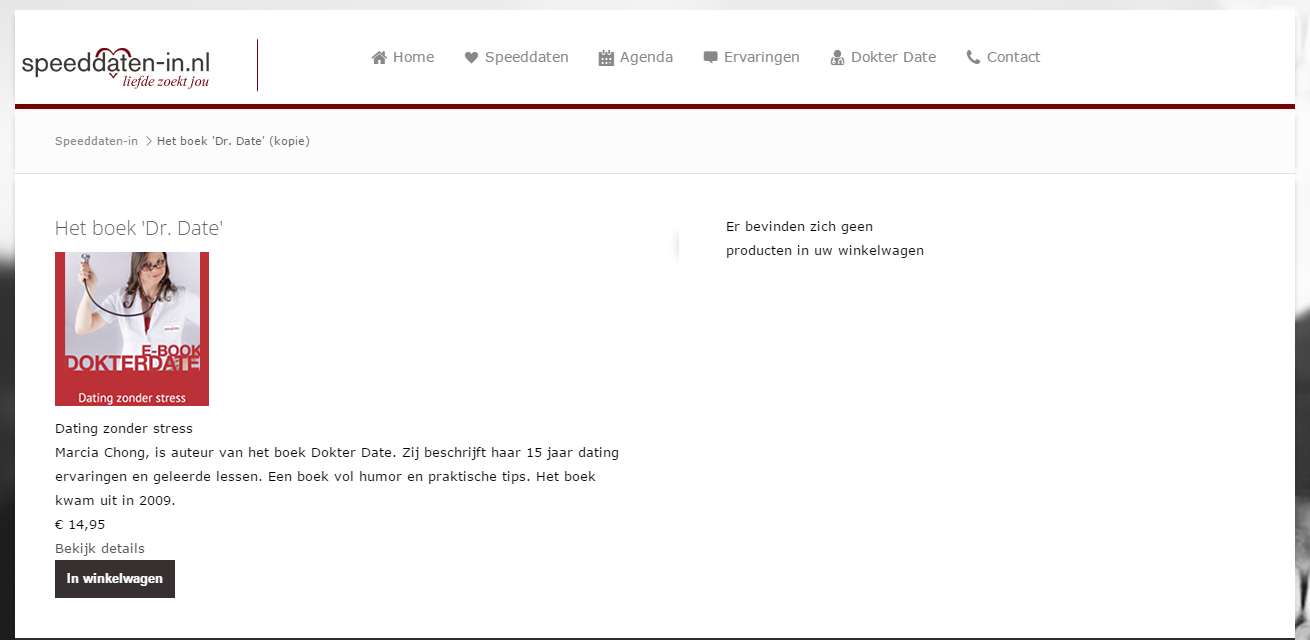 speeddaten-in.nl
liefde zoekt jou
Home Speeddaten Agenda Ervaringen Dokter Date Contact
Speeddaten-in > Het boek 'Dr. Date' (kopie)
Het boek 'Dr. Date'
E-BOOK
DOKTERDATE
Dating zonder stress
Dating zonder stress
Marcia Chong, is auteur van het boek Dokter Date. Zij beschrijft haar 15 jaar dating
ervaringen en geleerde lessen. Een boek vol humor en praktische tips. Het boek
kwam uit in 2009.
€ 14,95
Bekijk details
In winkelwagen
Er bevinden zich geen
producten in uw winkelwagen